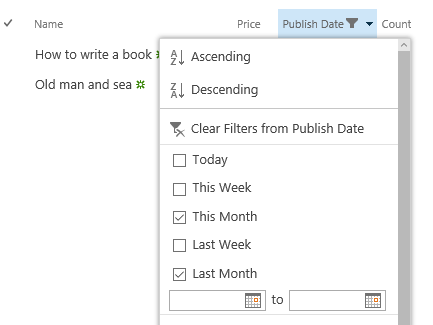 Name Price Publish Date Count
How to write a book
Old man and sea
Ascending
Descending
Clear Filters from Publish Date
Today
This Week
This Month
Last Week
Last Month
to